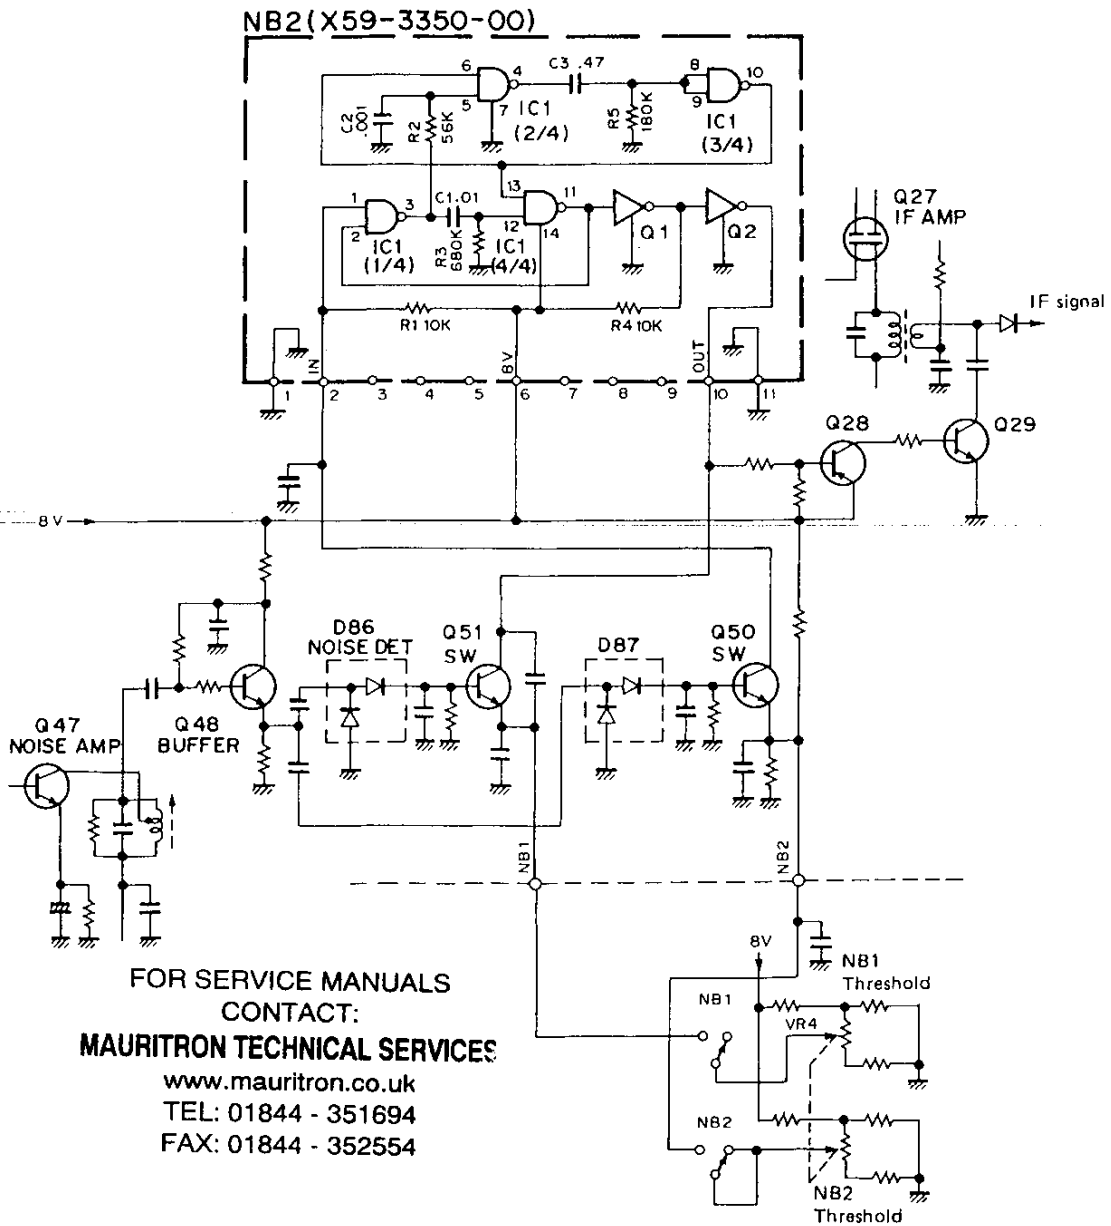 NB2(X59-3350-00)
C3 .47
6
4
8
10
5
7
9
C2
.001
R2
56K
IC1
(2/4)
R5
180K
IC1
(3/4)
Q27
IF AMP
1
3
C1 .01
13
11
2
12
14
IC1
(1/4)
R3
680K
IC1
(4/4)
Q1
Q2
R1 10K
R4 10K
IF signal
IN
8V
OUT
1
2
3
4
5
6
7
8
9
10
11
Q28
Q29
8V
D86
NOISE DET
Q51
SW
D87
Q50
SW
Q47
NOISE AMP
Q48
BUFFER
NB1
NB2
8V
NB1
Threshold
NB1
VR4
NB2
NB2
Threshold
FOR SERVICE MANUALS
CONTACT:
MAURITRON TECHNICAL SERVICES
www.mauritron.co.uk
TEL: 01844 - 351694
FAX: 01844 - 352554